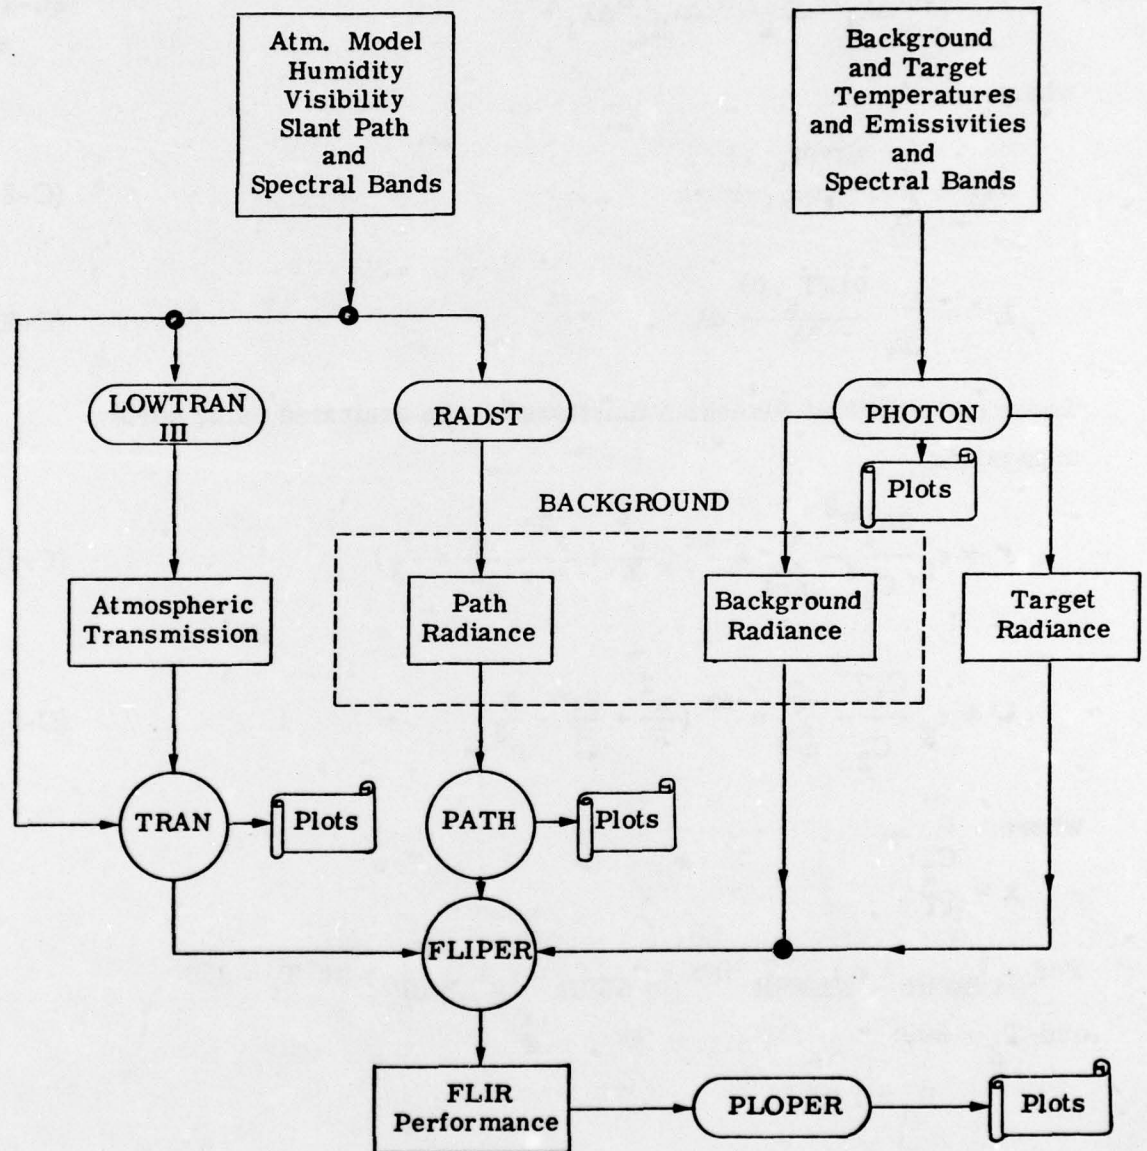 Atm. Model
Humidity
Visibility
Slant Path
and
Spectral Bands
Background
and Target
Temperatures
and Emissivities
and
Spectral Bands
LOWTRAN
III
RADST
PHOTON
Plots
BACKGROUND
Atmospheric
Transmission
Path
Radiance
Background
Radiance
Target
Radiance
TRAN
Plots
PATH
Plots
FLIPER
FLIR
Performance
PLOPER
Plots